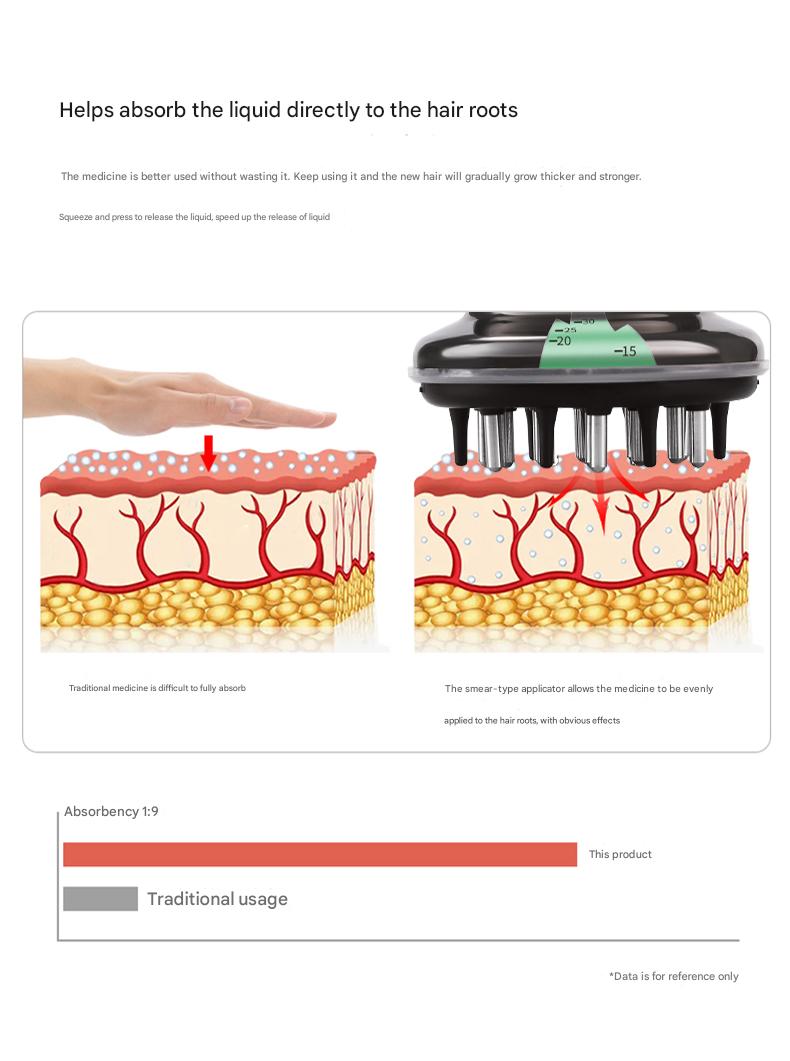 Helps absorb the liquid directly to the hair roots
The medicine is better used without wasting it. Keep using it and the new hair will gradually grow thicker and stronger.
Squeeze and press to release the liquid, speed up the release of liquid
30
25
20
15
Traditional medicine is difficult to fully absorb
The smear-type applicator allows the medicine to be evenly
applied to the hair roots, with obvious effects
Absorbency 1:9
This product
Traditional usage
*Data is for reference only